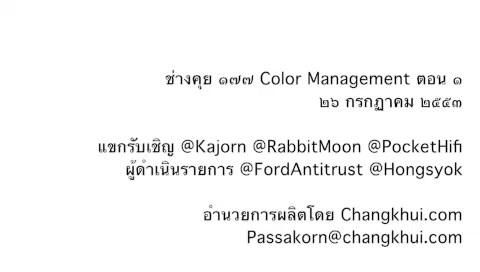 ช่างคุย ๑๗๗ Color Management ตอน ๑
๒๖ กรกฏาคม ๒๕๕๓
แขกรับเชิญ @Kajorn @RabbitMoon @PocketHifi
ผู้ดำเนินรายการ @FordAntitrust @Hongsyok
อำนวยการผลิตโดย Changkhui.com
Passakorn@changkhui.com